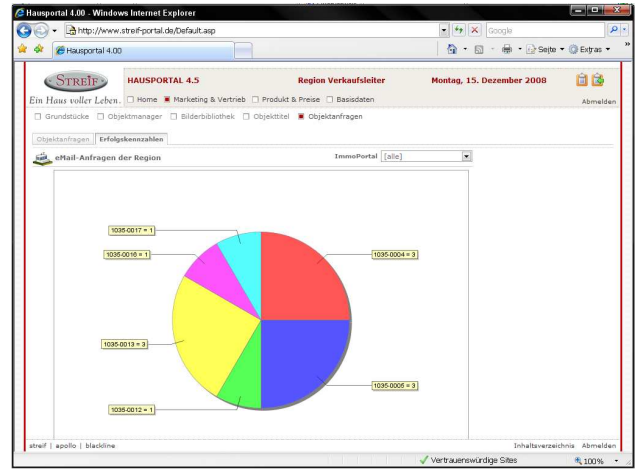 Hausportal 4.00 - Windows Internet Explorer
http://www.streif-portal.de/Default.asp
Google
Hausportal 4.00
Seite
Extras
STREIF
HAUSPORTAL 4.5
Region Verkaufsleiter
Montag, 15. Dezember 2008
Ein Haus voller Leben.
Home
Marketing & Vertrieb
Produkt & Preise
Basisdaten
Abmelden
Grundstücke
Objektmanager
Bilderbibliothek
Objekttitel
Objektanfragen
Objektanfragen
Erfolgskennzahlen
eMail-Anfragen der Region
ImmoPortal
[alle]
1035-0017 = 1
1035-0016 = 1
1035-0004 = 3
1035-0013 = 3
1035-0005 = 3
1035-0012 = 1
streif | apollo | blackline
Inhaltsverzeichnis Abmelden
Vertrauenswürdige Sites
100%